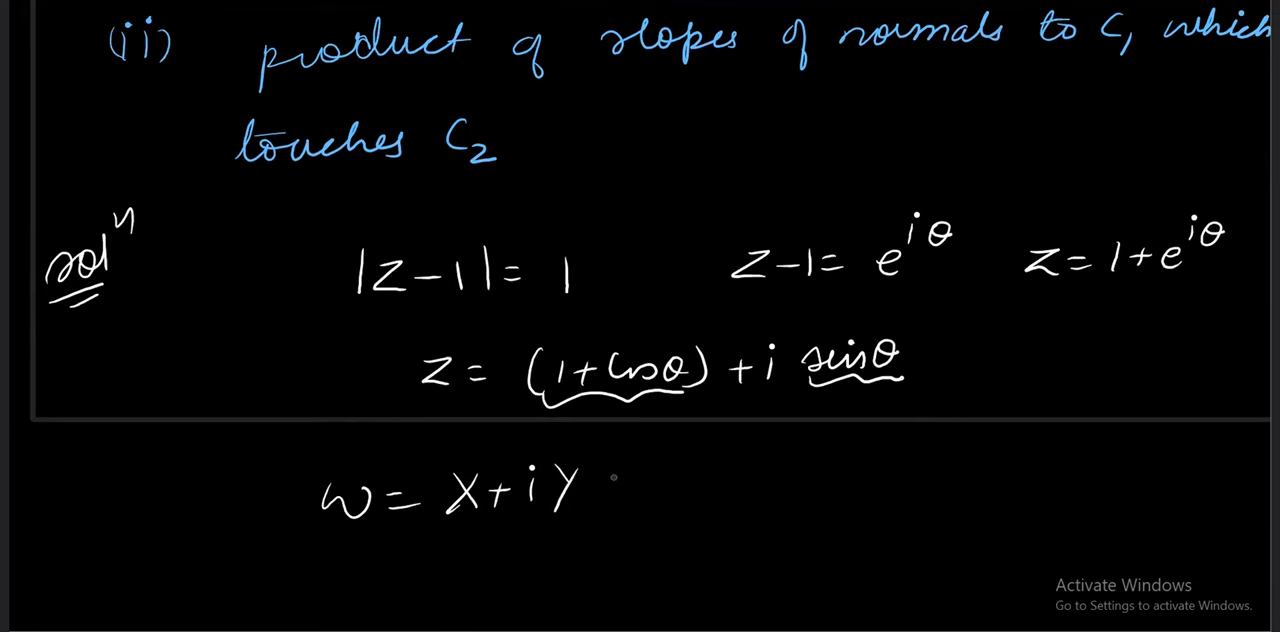 (ii) product of slopes of normals to C₁ which
touches C₂
solⁿ |z-1| = 1 z-1 = e^{iθ} z = 1+e^{iθ}
z = (1+cosθ) + i sinθ
ω = X+iY
Activate Windows
Go to Settings to activate Windows.